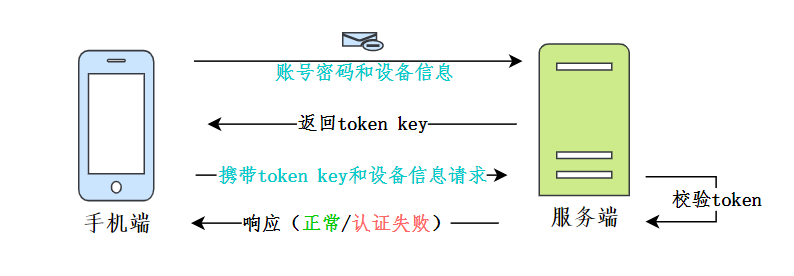 账号密码和设备信息
返回token key
携带token key和设备信息请求
校验token
响应（正常/认证失败）
手机端
服务端